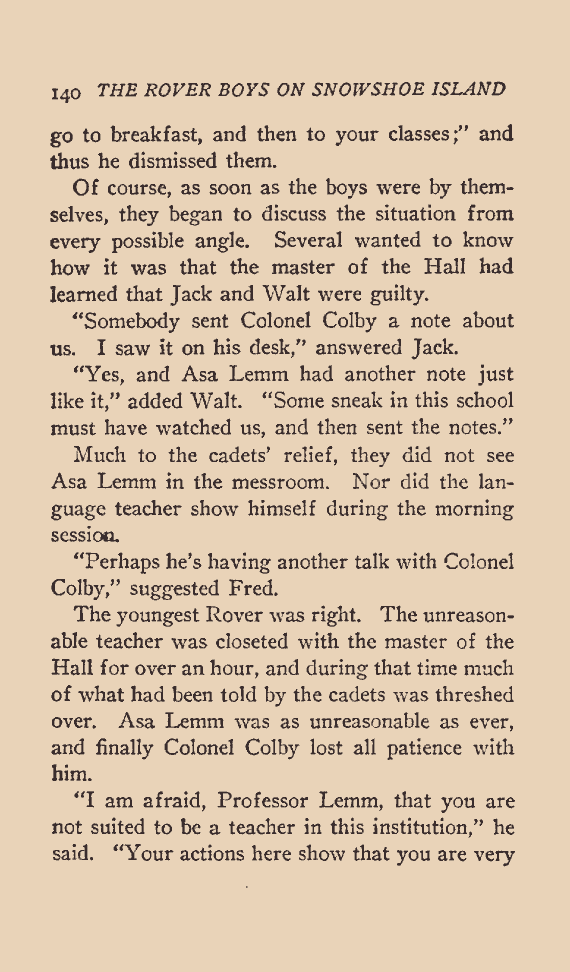 140 THE ROVER BOYS ON SNOWSHOE ISLAND
go to breakfast, and then to your classes;” and
thus he dismissed them.
Of course, as soon as the boys were by them-
selves, they began to discuss the situation from
every possible angle. Several wanted to know
how it was that the master of the Hall had
learned that Jack and Walt were guilty.
“Somebody sent Colonel Colby a note about
us. I saw it on his desk,” answered Jack.
“Yes, and Asa Lemm had another note just
like it,” added Walt. “Some sneak in this school
must have watched us, and then sent the notes.”
Much to the cadets’ relief, they did not see
Asa Lemm in the messroom. Nor did the lan-
guage teacher show himself during the morning
session.
“Perhaps he’s having another talk with Colonel
Colby,” suggested Fred.
The youngest Rover was right. The unreason-
able teacher was closeted with the master of the
Hall for over an hour, and during that time much
of what had been told by the cadets was threshed
over. Asa Lemm was as unreasonable as ever,
and finally Colonel Colby lost all patience with
him.
“I am afraid, Professor Lemm, that you are
not suited to be a teacher in this institution,” he
said. “Your actions here show that you are very